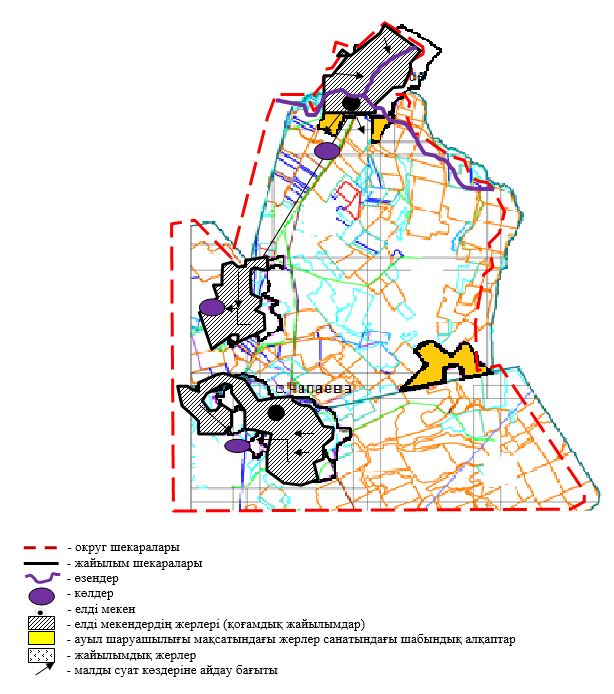 с.Чапаева
- округ шекаралары
- жайылым шекаралары
- өзендер
- көлдер
- елді мекен
- елді мекендердің жерлері (қоғамдық жайылымдар)
- ауыл шаруашылығы мақсатындағы жерлер санатындағы шабындық алқаптар
- жайылымдық жерлер
- малды суат көздеріне айдау бағыты